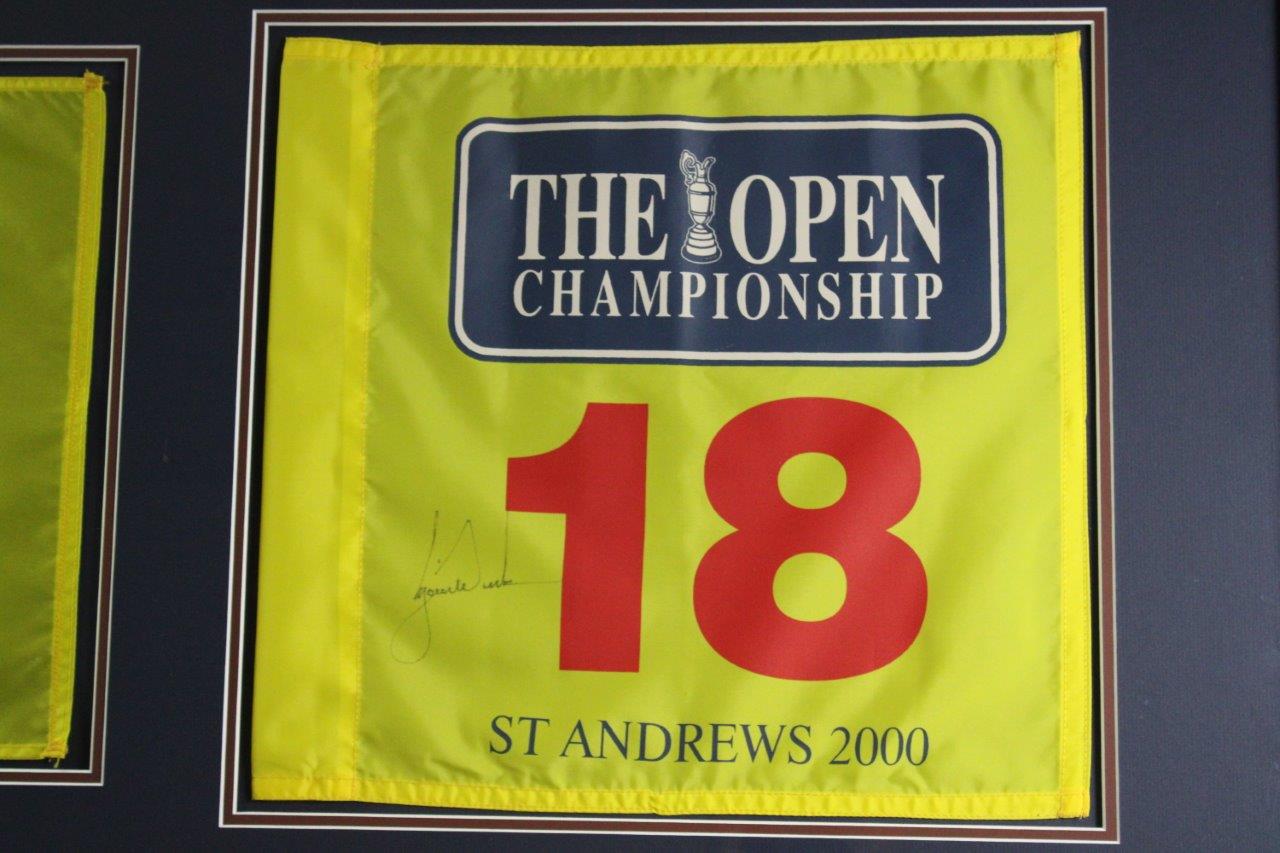 THE OPEN
CHAMPIONSHIP
18
ST ANDREWS 2000